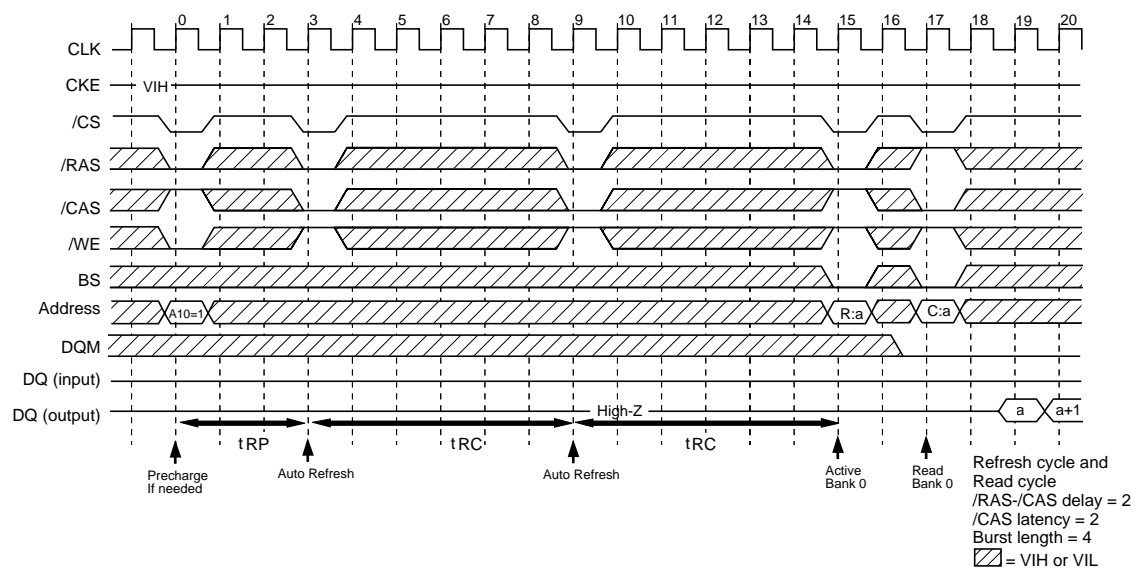 0 1 2 3 4 5 6 7 8 9 10 11 12 13 14 15 16 17 18 19 20
CLK
CKE VIH
/CS
/RAS
/CAS
/WE
BS
Address A10=1 R:a C:a
DQM
DQ (input)
DQ (output) High-Z a a+1
tRP tRC tRC
Precharge
If needed
Auto Refresh
Auto Refresh
Active
Bank 0
Read
Bank 0
Refresh cycle and
Read cycle
/RAS-/CAS delay = 2
/CAS latency = 2
Burst length = 4
= VIH or VIL